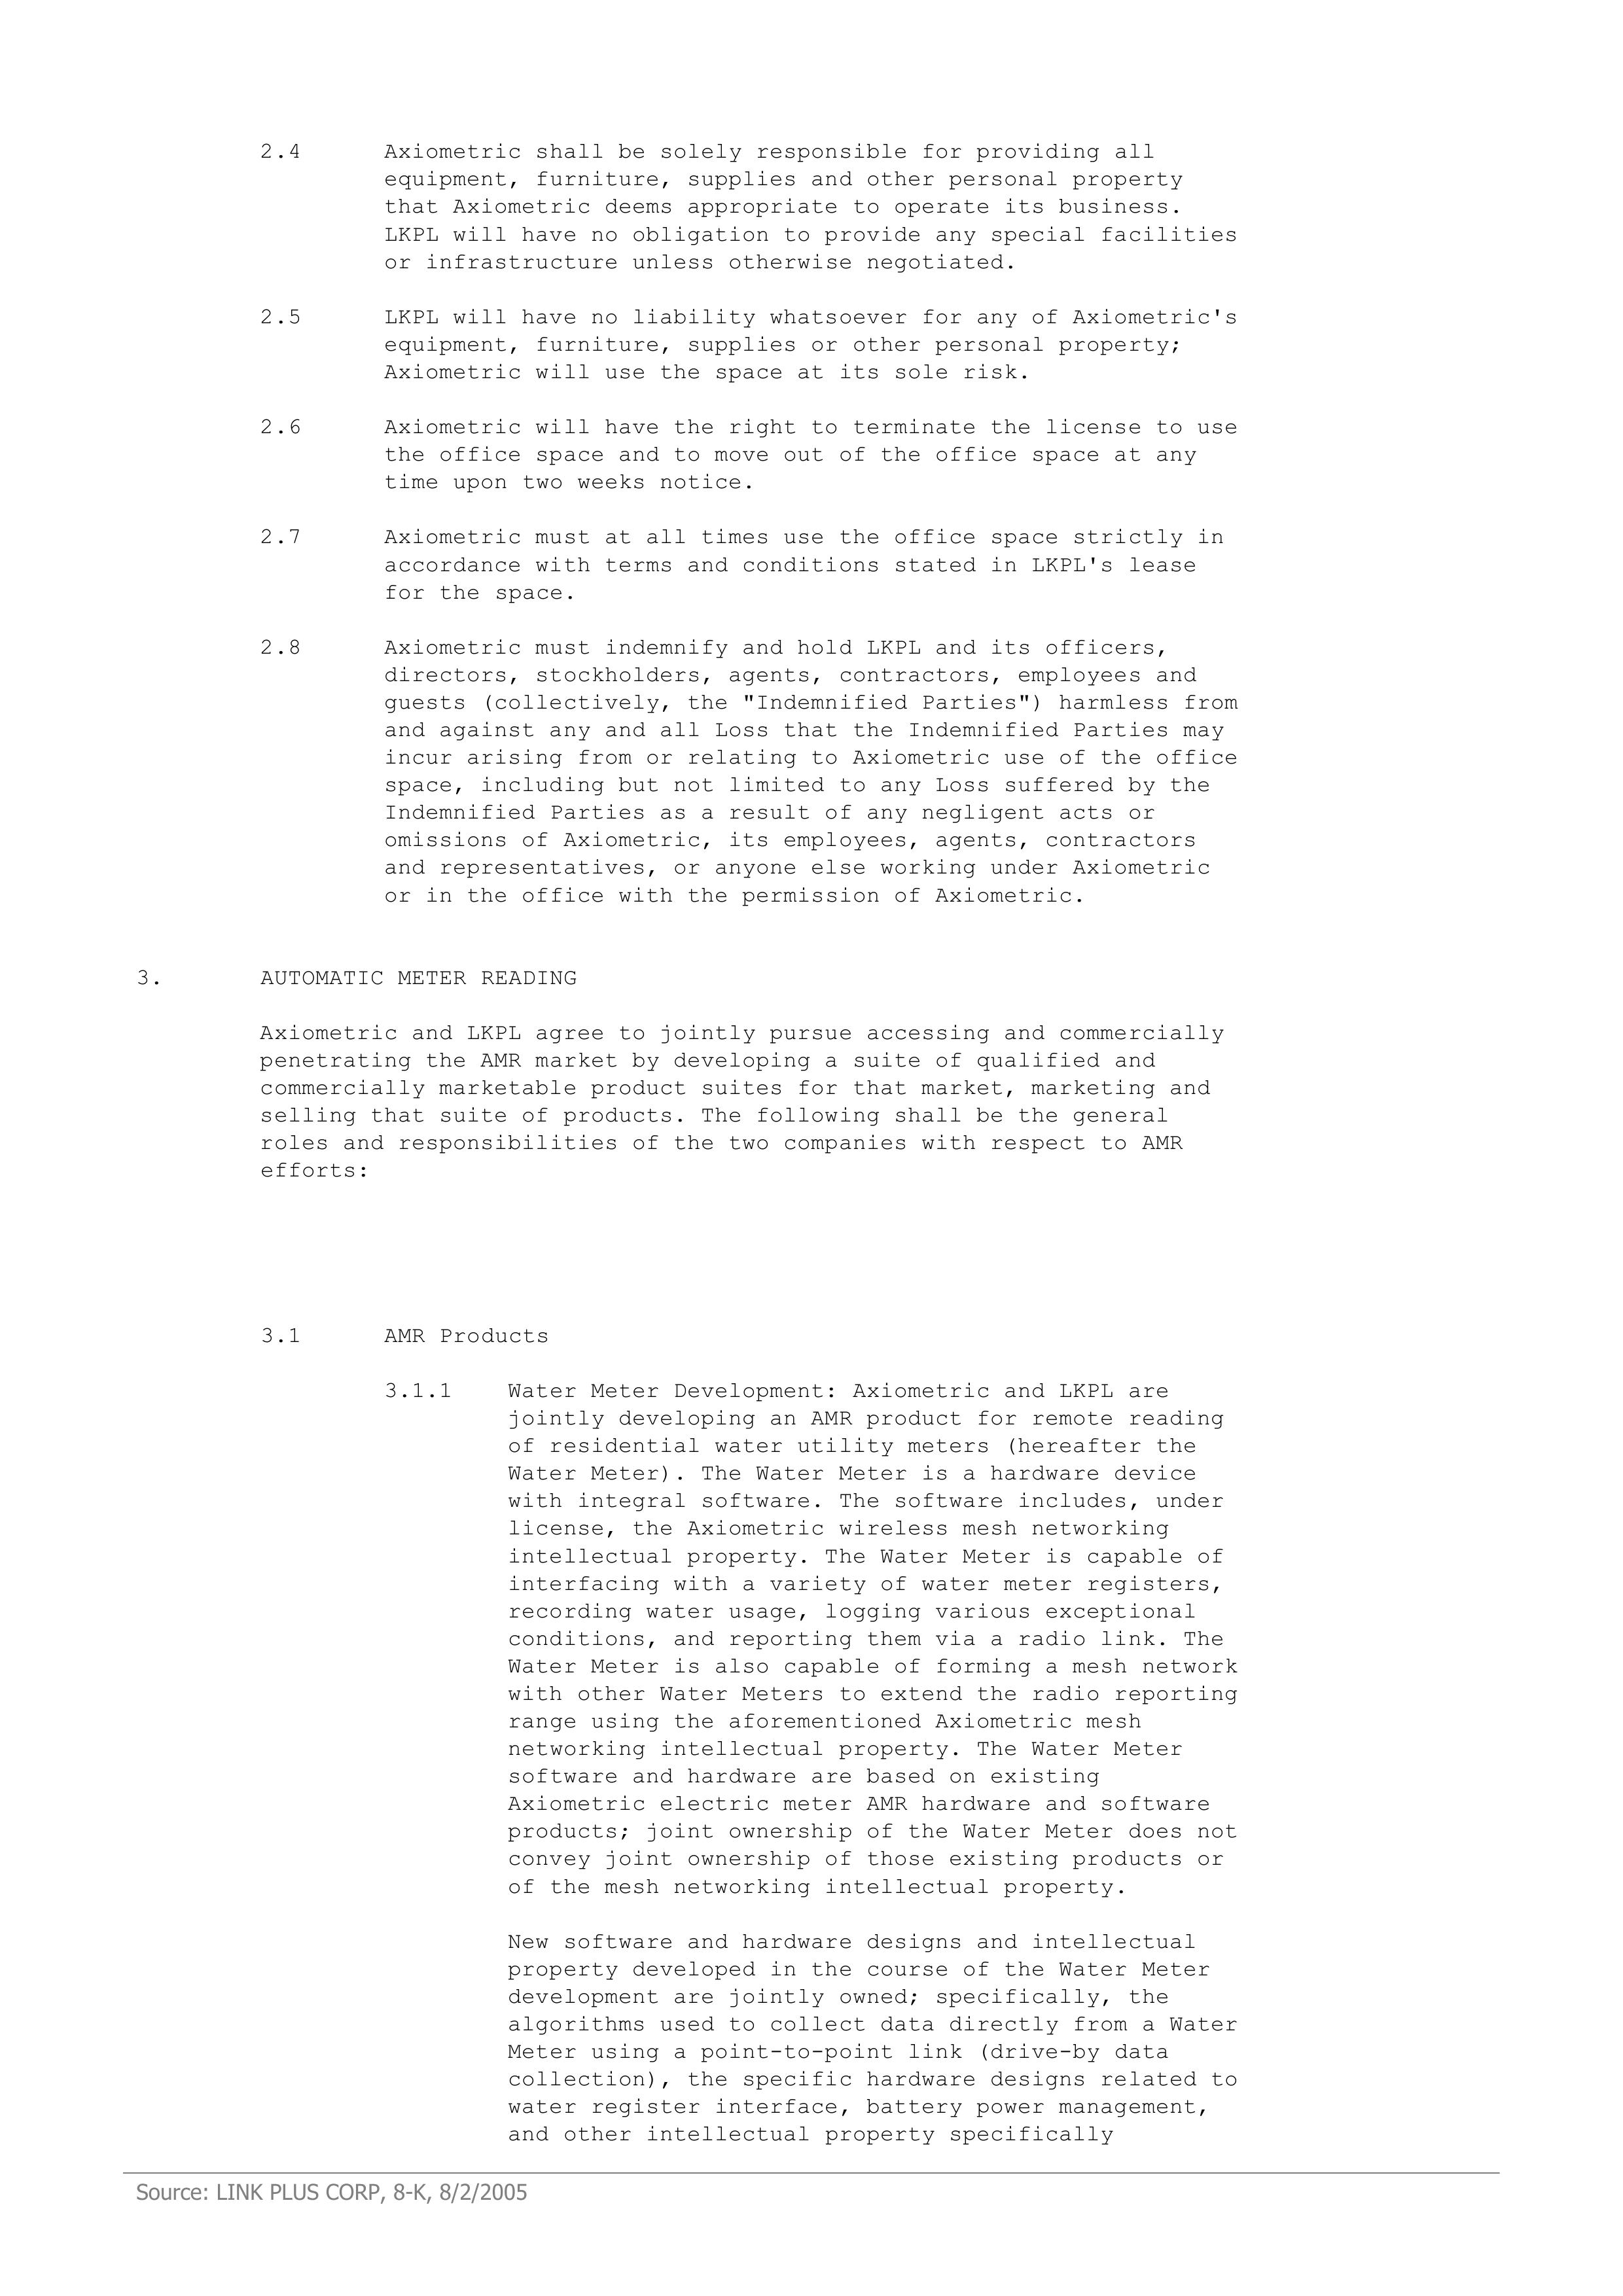 2.4 Axiometric shall be solely responsible for providing all
equipment, furniture, supplies and other personal property
that Axiometric deems appropriate to operate its business.
LKPL will have no obligation to provide any special facilities
or infrastructure unless otherwise negotiated.
2.5 LKPL will have no liability whatsoever for any of Axiometric's
equipment, furniture, supplies or other personal property;
Axiometric will use the space at its sole risk.
2.6 Axiometric will have the right to terminate the license to use
the office space and to move out of the office space at any
time upon two weeks notice.
2.7 Axiometric must at all times use the office space strictly in
accordance with terms and conditions stated in LKPL's lease
for the space.
2.8 Axiometric must indemnify and hold LKPL and its officers,
directors, stockholders, agents, contractors, employees and
guests (collectively, the "Indemnified Parties") harmless from
and against any and all Loss that the Indemnified Parties may
incur arising from or relating to Axiometric use of the office
space, including but not limited to any Loss suffered by the
Indemnified Parties as a result of any negligent acts or
omissions of Axiometric, its employees, agents, contractors
and representatives, or anyone else working under Axiometric
or in the office with the permission of Axiometric.
3. AUTOMATIC METER READING
Axiometric and LKPL agree to jointly pursue accessing and commercially
penetrating the AMR market by developing a suite of qualified and
commercially marketable product suites for that market, marketing and
selling that suite of products. The following shall be the general
roles and responsibilities of the two companies with respect to AMR
efforts:
3.1 AMR Products
3.1.1 Water Meter Development: Axiometric and LKPL are
jointly developing an AMR product for remote reading
of residential water utility meters (hereafter the
Water Meter). The Water Meter is a hardware device
with integral software. The software includes, under
license, the Axiometric wireless mesh networking
intellectual property. The Water Meter is capable of
interfacing with a variety of water meter registers,
recording water usage, logging various exceptional
conditions, and reporting them via a radio link. The
Water Meter is also capable of forming a mesh network
with other Water Meters to extend the radio reporting
range using the aforementioned Axiometric mesh
networking intellectual property. The Water Meter
software and hardware are based on existing
Axiometric electric meter AMR hardware and software
products; joint ownership of the Water Meter does not
convey joint ownership of those existing products or
of the mesh networking intellectual property.
New software and hardware designs and intellectual
property developed in the course of the Water Meter
development are jointly owned; specifically, the
algorithms used to collect data directly from a Water
Meter using a point-to-point link (drive-by data
collection), the specific hardware designs related to
water register interface, battery power management,
and other intellectual property specifically
Source: LINK PLUS CORP, 8-K, 8/2/2005